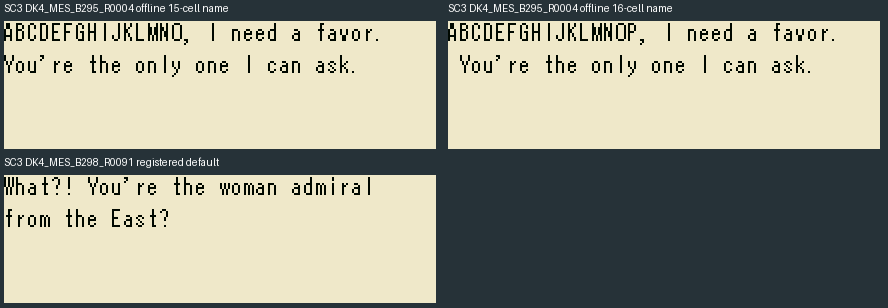 SC3 DK4_MES_B295_R0004 offline 15-cell name
ABCDEFGHIJKLMNO, I need a favor.
You're the only one I can ask.
SC3 DK4_MES_B295_R0004 offline 16-cell name
ABCDEFGHIJKLMNOP, I need a favor.
You're the only one I can ask.
SC3 DK4_MES_B298_R0091 registered default
What?! You're the woman admiral
from the East?